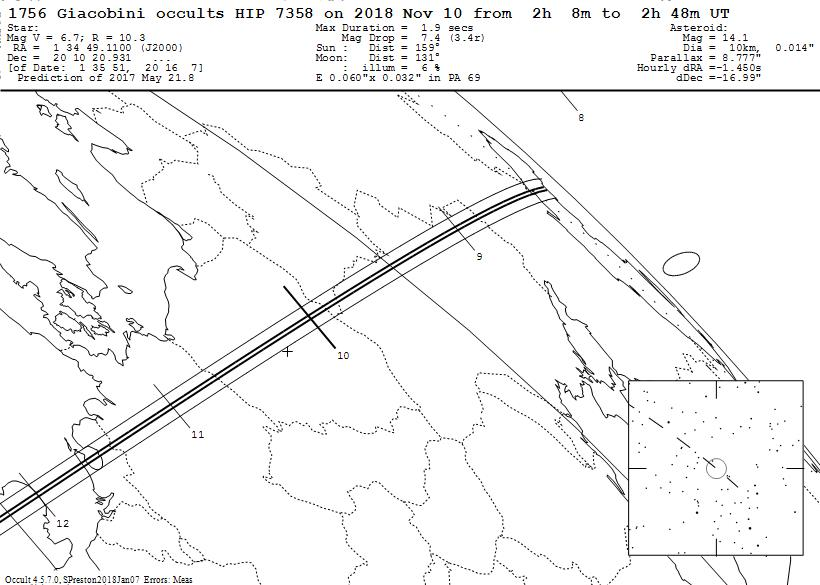 1756 Giacobini occults HIP 7358 on 2018 Nov 10 from  2h  8m to  2h 48m UT
Star:
Mag V = 6.7; R = 10.3
RA =  1 34 49.1100 (J2000)
Dec =  20 10 20.931   ...
[of Date:  1 35 51,  20 16  7]
Prediction of 2017 May 21.8
Max Duration =  1.9 secs
Mag Drop =  7.4 (3.4r)
Sun :   Dist = 159°
Moon:   Dist = 131°
:  illum =  6 %
E 0.060"x 0.032" in PA 69
Asteroid:
Mag = 14.1
Dia =  10km,  0.014"
Parallax = 8.777"
Hourly dRA =-1.450s
dDec =-16.99"
8
9
10
11
12
Occult 4.5.7.0, SPreston2018Jan07 Errors: Meas